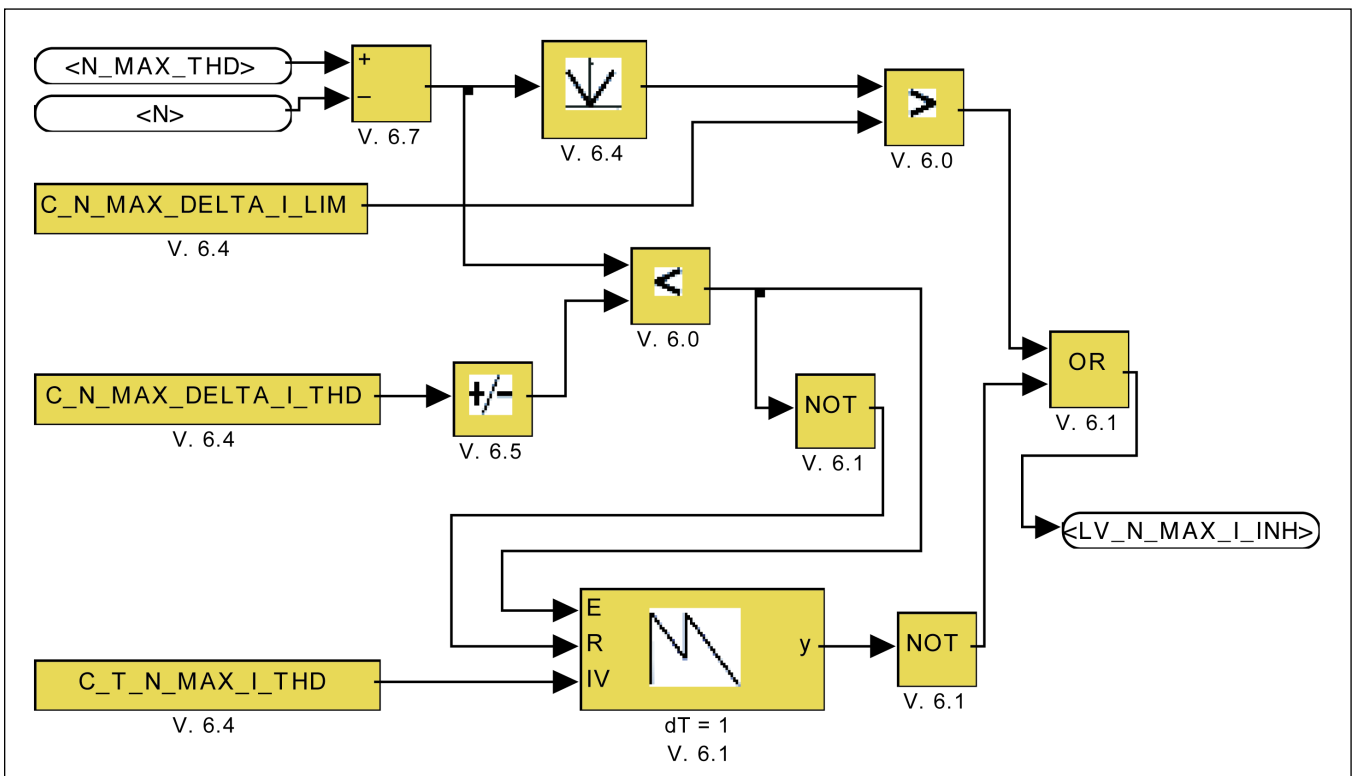 <N_MAX_THD>
<N>
+
−
V. 6.7
V. 6.4
>
V. 6.0
C_N_MAX_DELTA_I_LIM
V. 6.4
<
V. 6.0
C_N_MAX_DELTA_I_THD
V. 6.4
+/−
V. 6.5
NOT
V. 6.1
OR
V. 6.1
<LV_N_MAX_I_INH>
E
R
IV
y
dT = 1
V. 6.1
NOT
V. 6.1
C_T_N_MAX_I_THD
V. 6.4